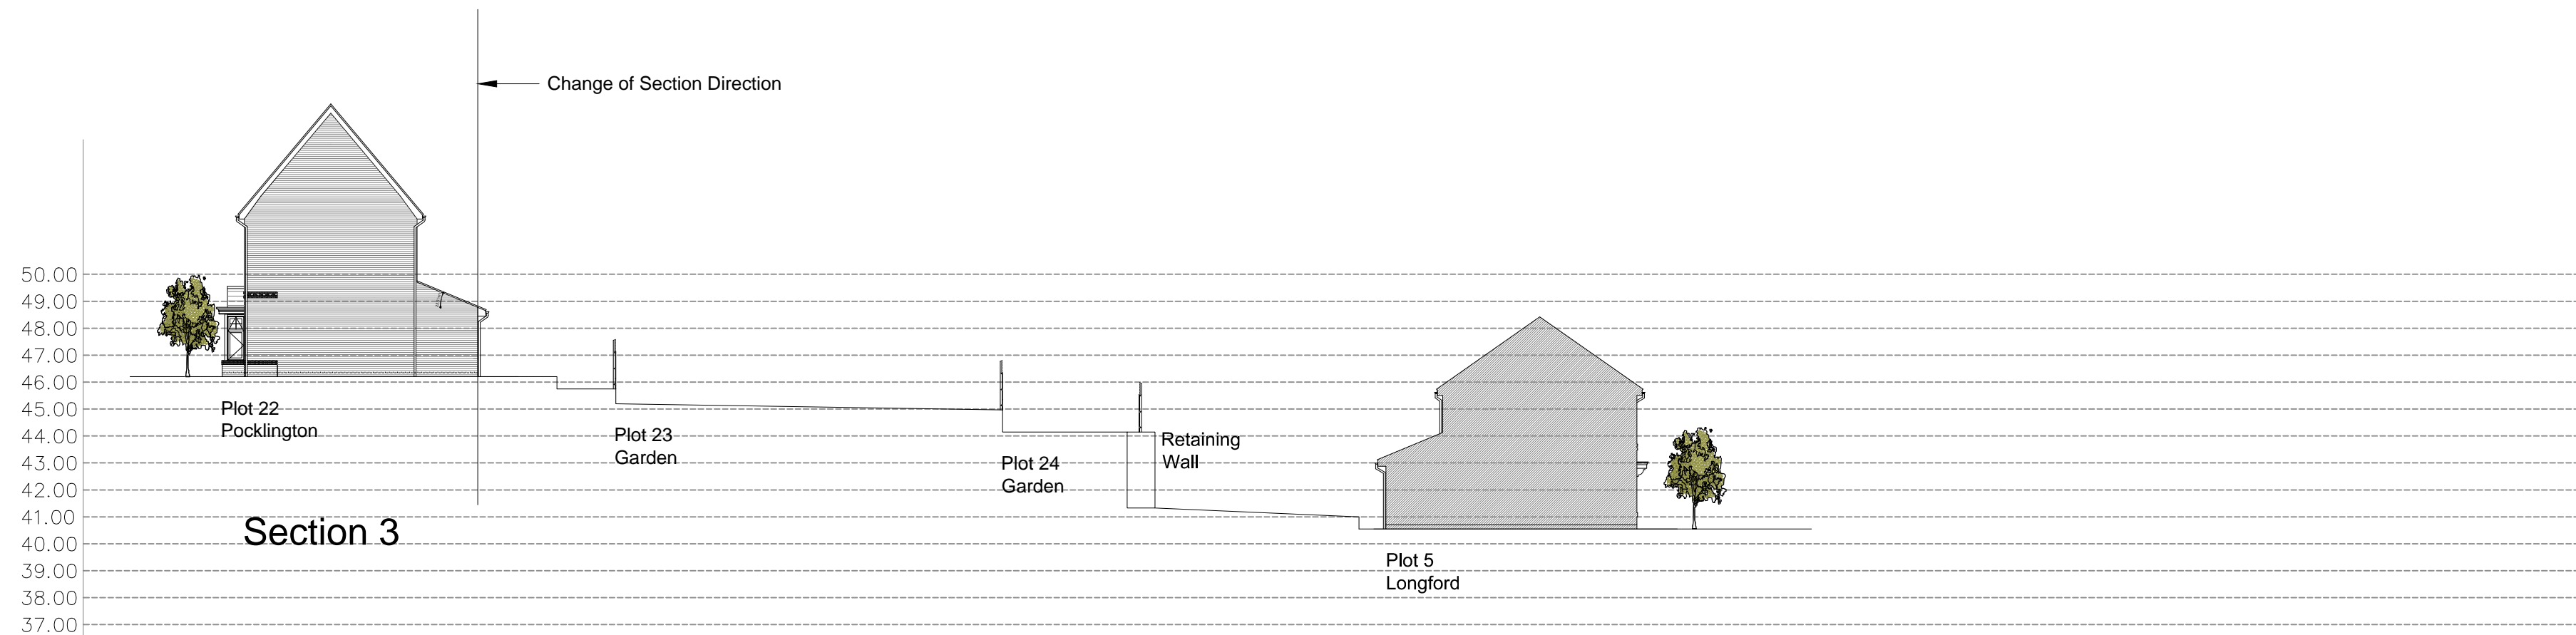 Change of Section Direction
50.00
49.00
48.00
47.00
46.00
45.00
44.00
43.00
42.00
41.00
40.00
39.00
38.00
37.00
Plot 22
Pocklington
Plot 23
Garden
Plot 24
Garden
Retaining
Wall
Section 3
Plot 5
Longford